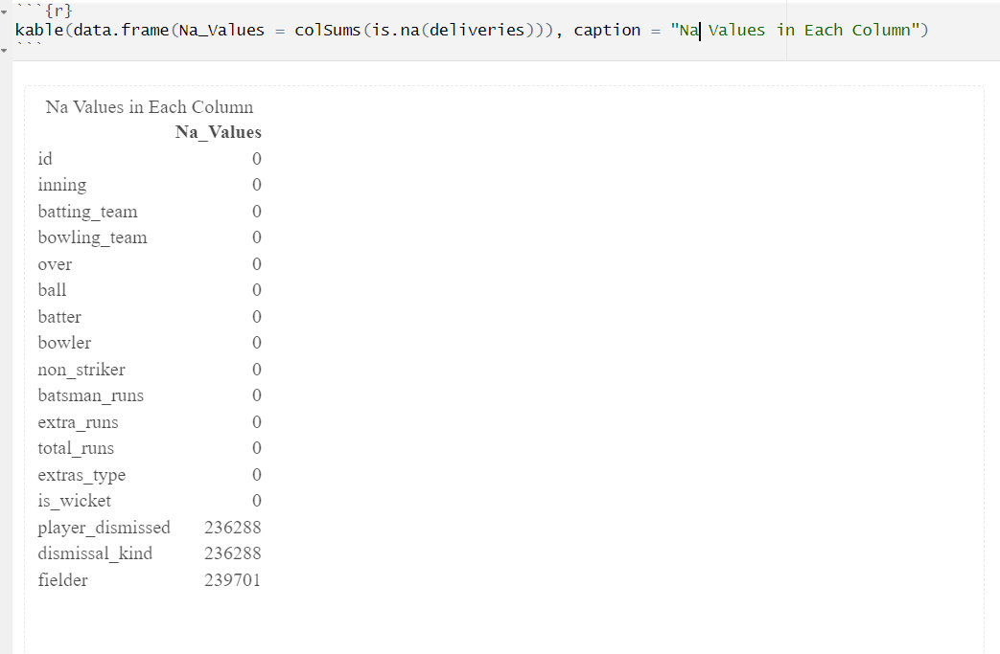 ```{r}
kable(data.frame(Na_Values = colSums(is.na(deliveries))), caption = "Na Values in Each Column")
```
Na Values in Each Column
Na_Values
id 0
inning 0
batting_team 0
bowling_team 0
over 0
ball 0
batter 0
bowler 0
non_striker 0
batsman_runs 0
extra_runs 0
total_runs 0
extras_type 0
is_wicket 0
player_dismissed 236288
dismissal_kind 236288
fielder 239701